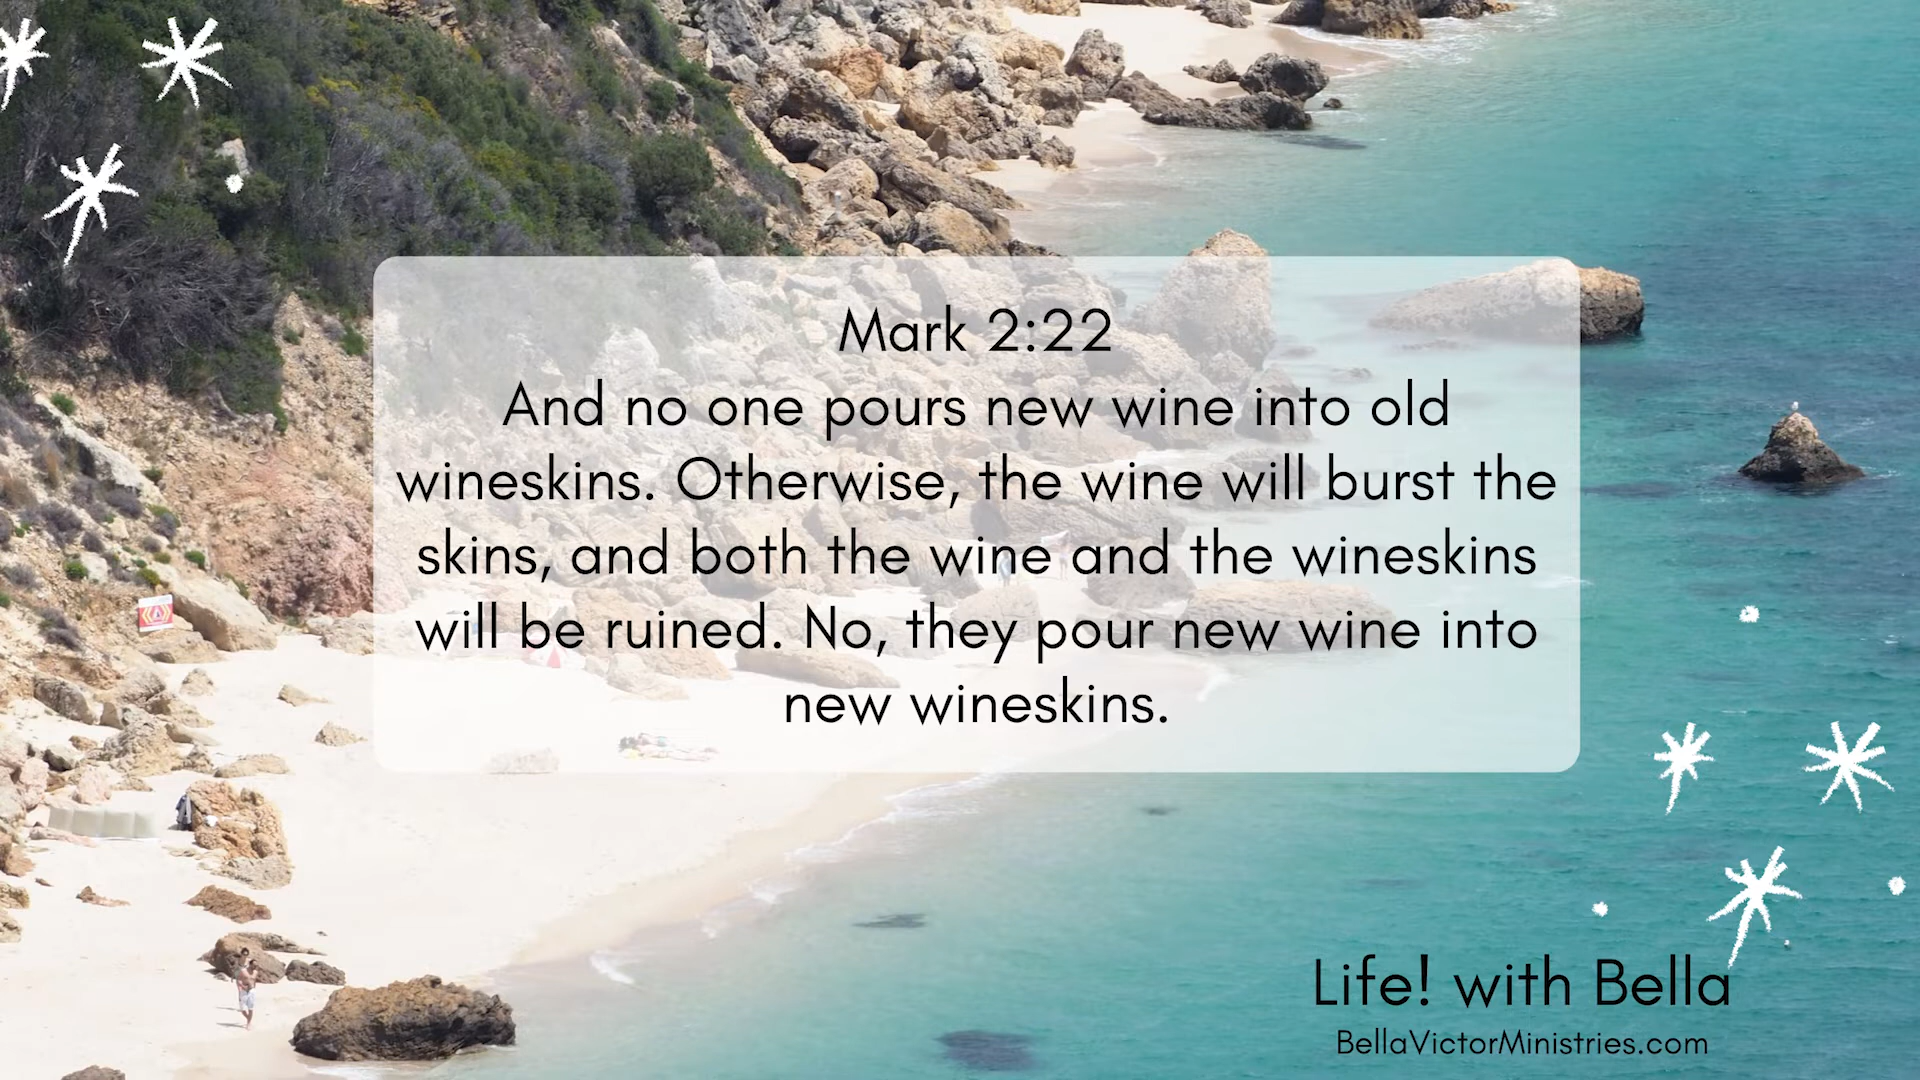 Mark 2:22
And no one pours new wine into old
wineskins. Otherwise, the wine will burst the
skins, and both the wine and the wineskins
will be ruined. No, they pour new wine into
new wineskins.
Life! with Bella
BellaVictorMinistries.com